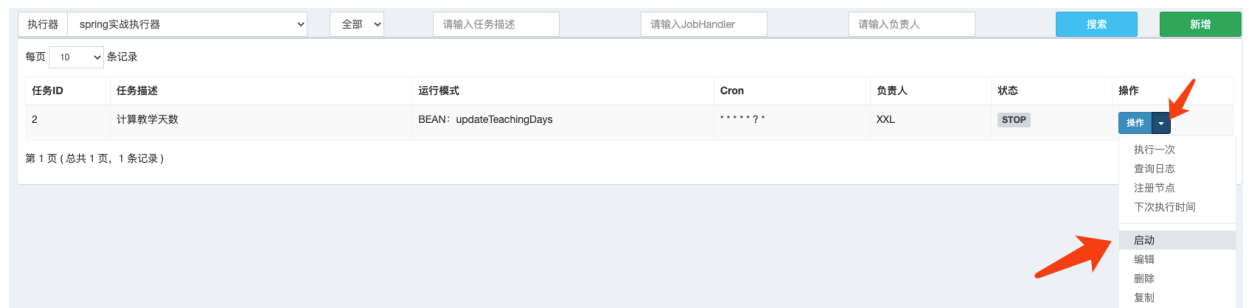 执行器 spring实战执行器 全部 请输入任务描述 请输入JobHandler 请输入负责人 搜索 新增
每页 10 条记录
任务ID 任务描述 运行模式 Cron 负责人 状态 操作
2 计算教学天数 BEAN：updateTeachingDays * * * * * ? * XXL STOP 操作
第 1 页 ( 总共 1 页，1 条记录 )
执行一次
查询日志
注册节点
下次执行时间
启动
编辑
删除
复制